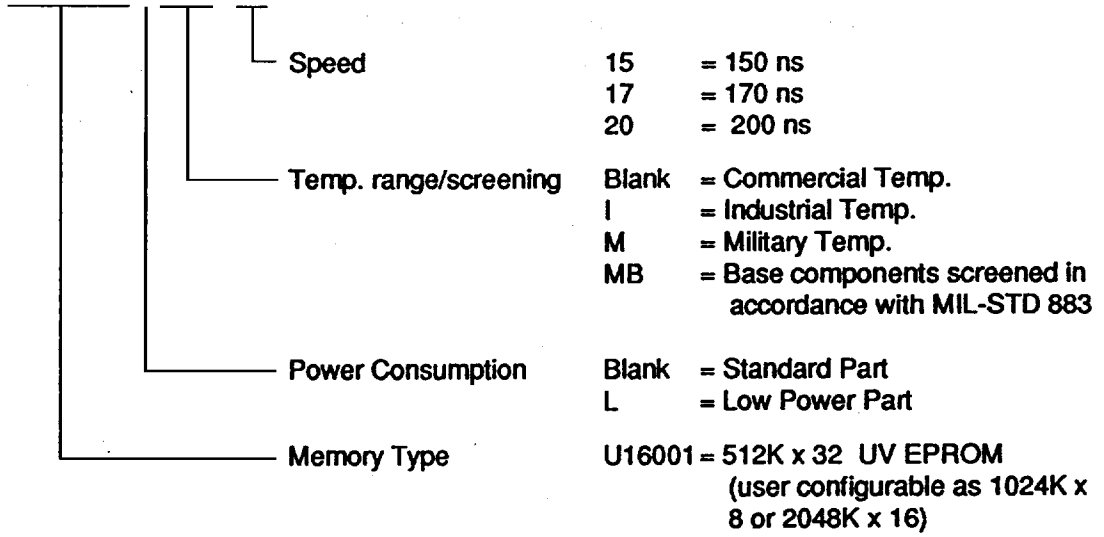 Speed 15 = 150 ns
17 = 170 ns
20 = 200 ns
Temp. range/screening Blank = Commercial Temp.
I = Industrial Temp.
M = Military Temp.
MB = Base components screened in
accordance with MIL-STD 883
Power Consumption Blank = Standard Part
L = Low Power Part
Memory Type U16001 = 512K x 32 UV EPROM
(user configurable as 1024K x
8 or 2048K x 16)